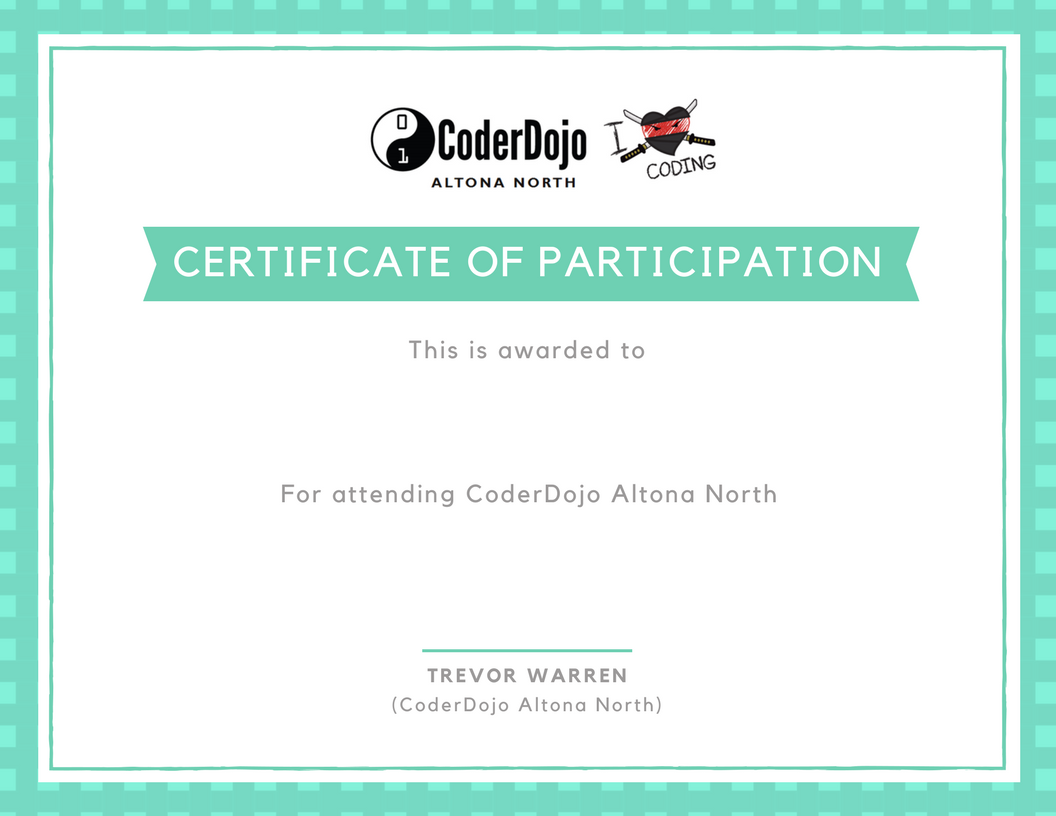 0
1
CoderDojo
ALTONA NORTH
I
CODING
CERTIFICATE OF PARTICIPATION
This is awarded to
For attending CoderDojo Altona North
TREVOR WARREN
(CoderDojo Altona North)